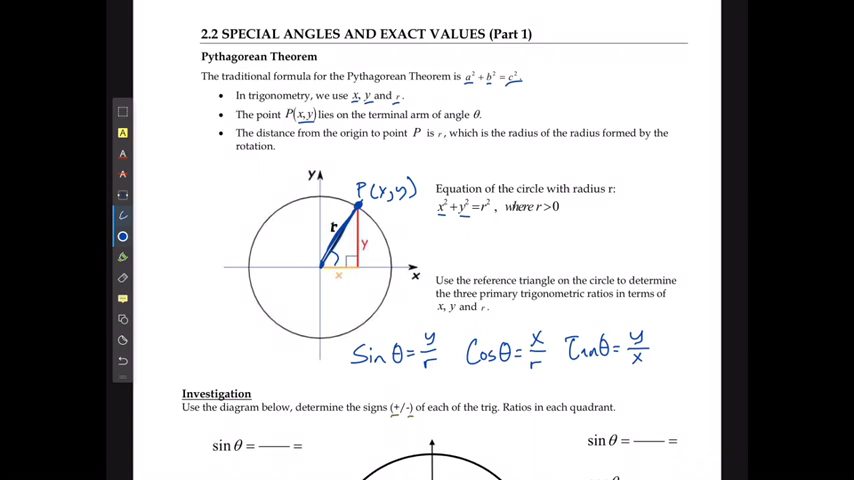 2.2 SPECIAL ANGLES AND EXACT VALUES (Part 1)
Pythagorean Theorem
The traditional formula for the Pythagorean Theorem is a² + b² = c².
• In trigonometry, we use x, y and r.
• The point P(x,y) lies on the terminal arm of angle θ.
• The distance from the origin to point P is r, which is the radius of the radius formed by the
rotation.
y
P(x,y)
r
y
x
x
Equation of the circle with radius r:
x² + y² = r² , where r > 0
Use the reference triangle on the circle to determine
the three primary trigonometric ratios in terms of
x, y and r.
Sin θ = y/r Cos θ = x/r Tan θ = y/x
Investigation
Use the diagram below, determine the signs (+/-) of each of the trig. Ratios in each quadrant.
sin θ = ___ =
sin θ = ___ =